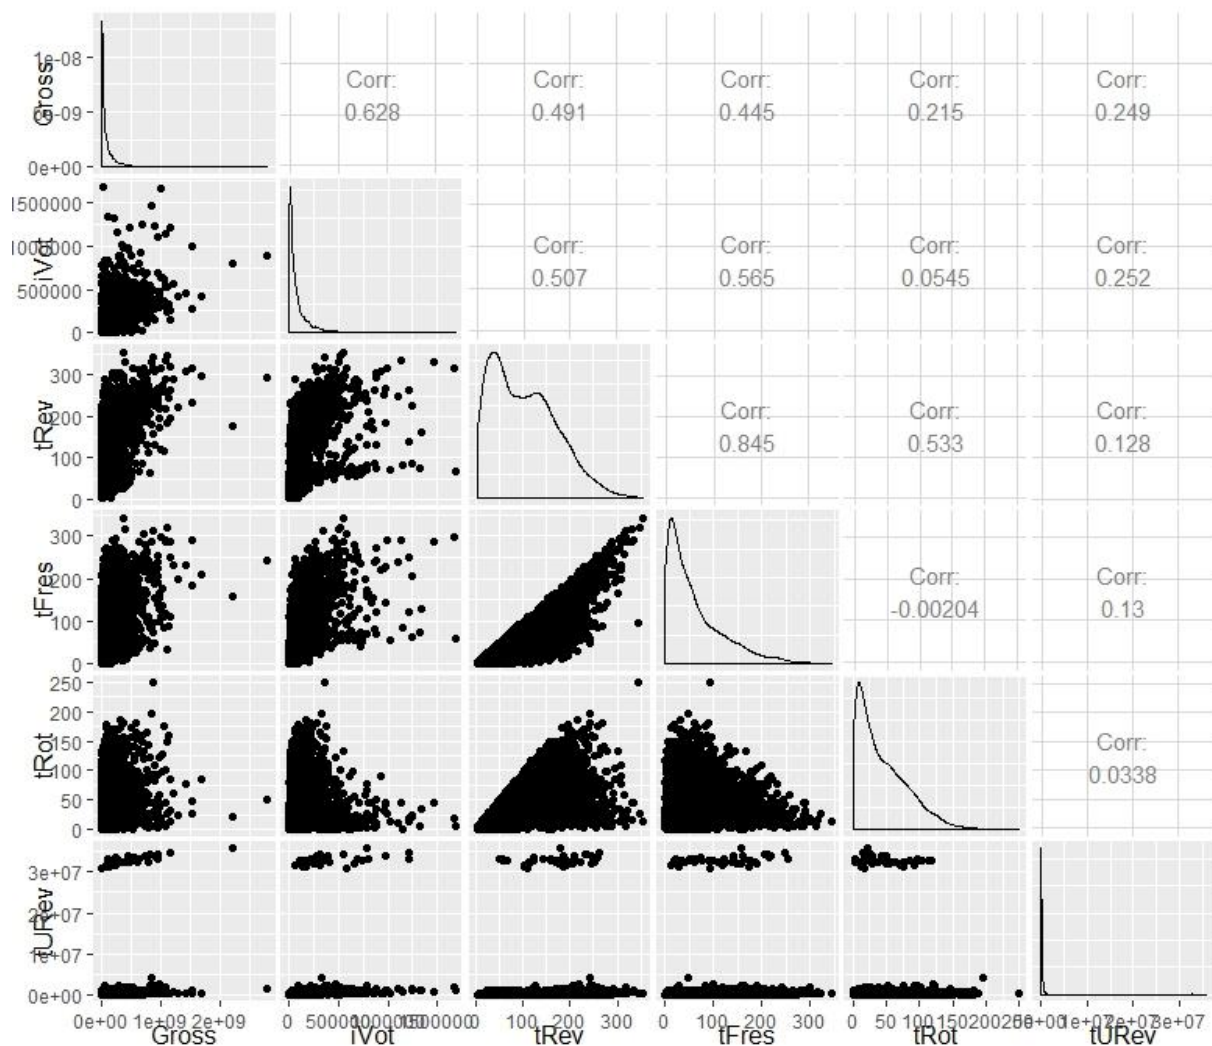 Gross
1e-08
0e+00
Corr:
0.628
Corr:
0.491
Corr:
0.445
Corr:
0.215
Corr:
0.249
iVot
500000
0
Corr:
0.507
Corr:
0.565
Corr:
0.0545
Corr:
0.252
tRev
300
200
100
0
Corr:
0.845
Corr:
0.533
Corr:
0.128
tFres
300
200
100
0
Corr:
-0.00204
Corr:
0.13
tRot
250
200
150
100
50
0
Corr:
0.0338
tURev
3e+07
2e+07
1e+07
0e+00
0e+00 1e+09 2e+09
0 500000 1000000 1500000
0 100 200 300
0 100 200 300
0 50 100 150 200 250
0e+00 1e+07 2e+07 3e+07
Gross iVot tRev tFres tRot tURev